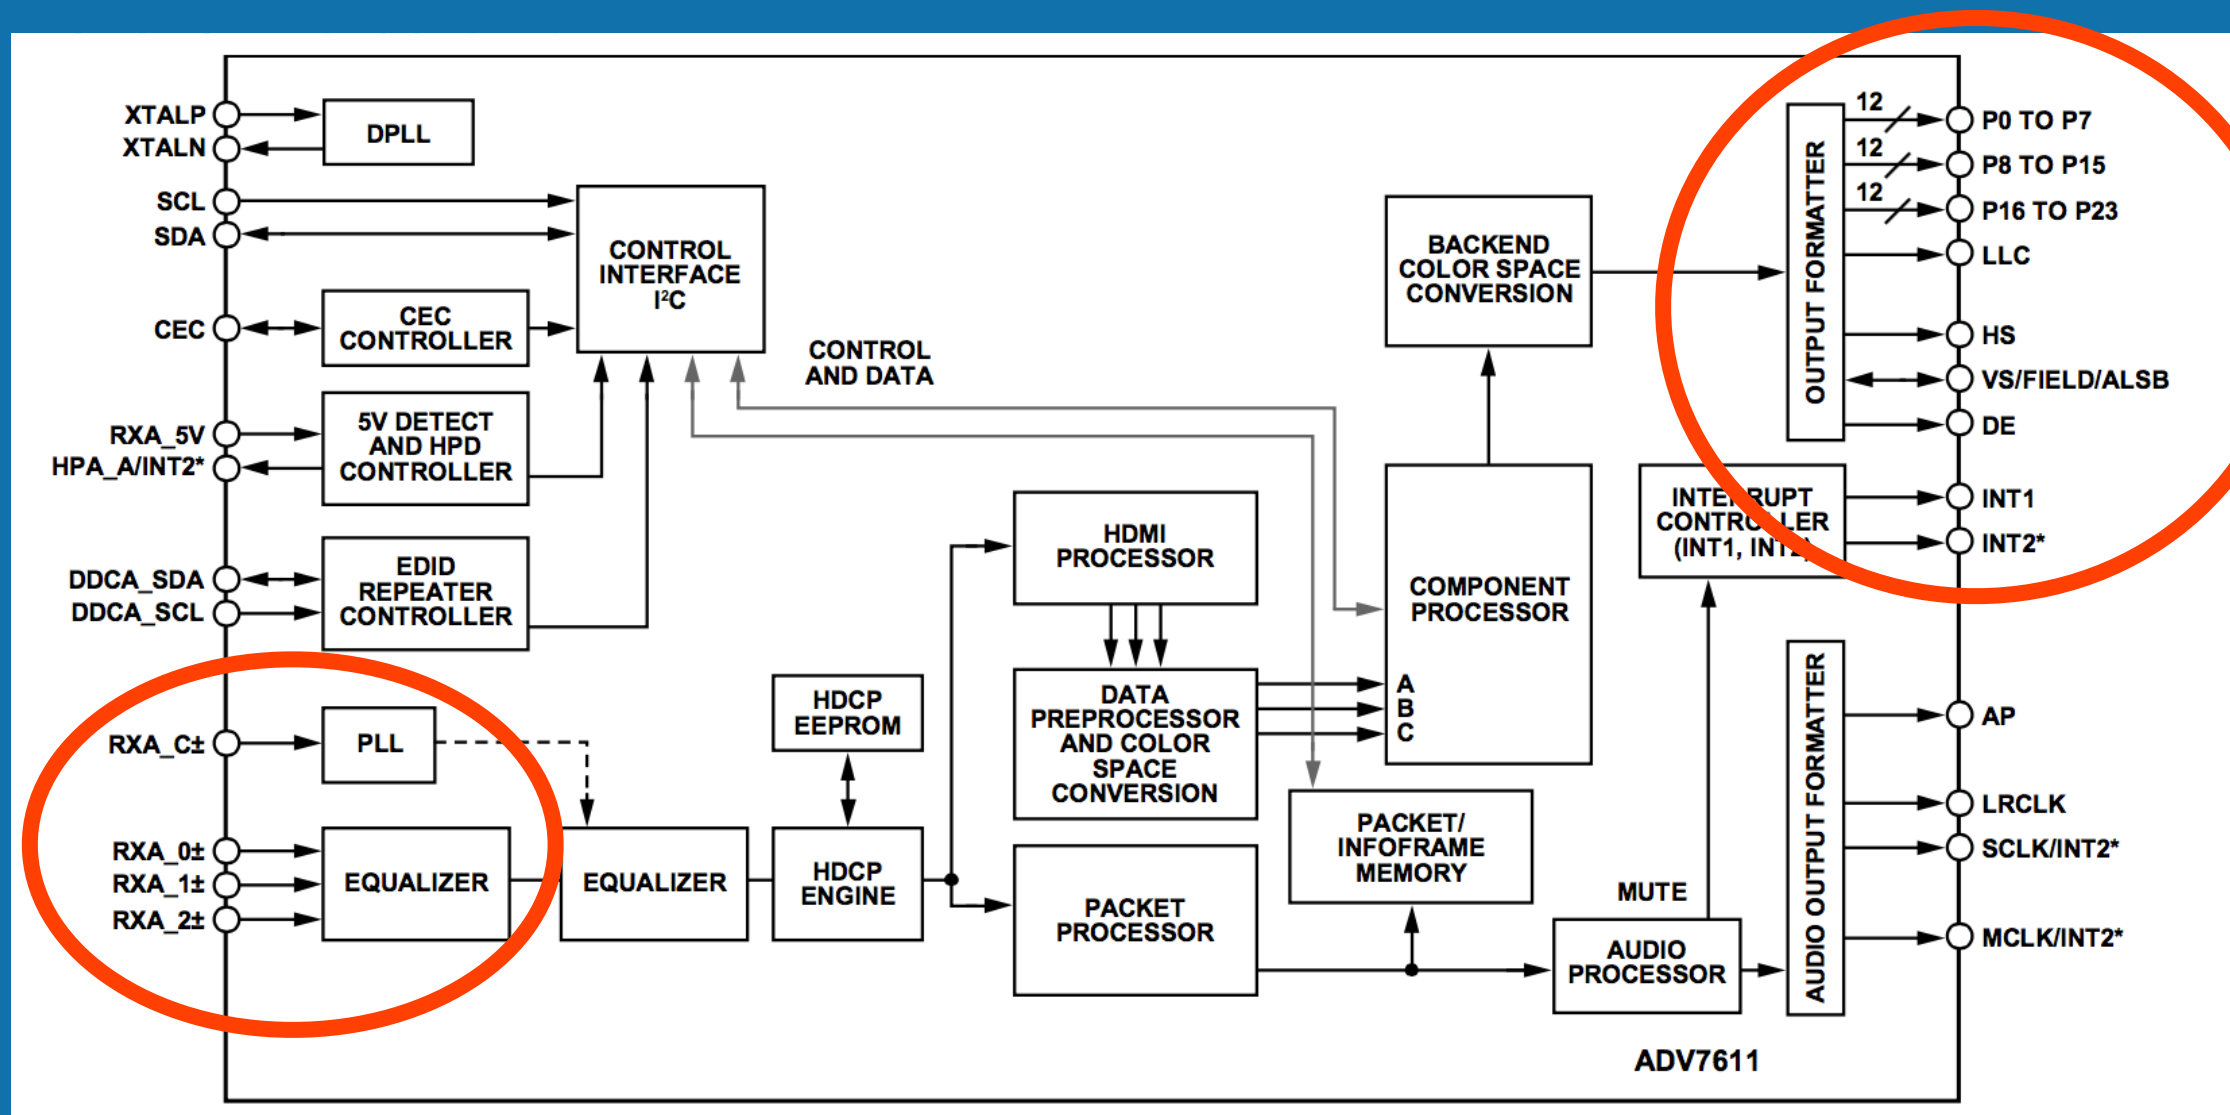 XTALP
XTALN
DPLL
SCL
SDA
CONTROL
INTERFACE
I²C
CEC
CEC
CONTROLLER
CONTROL
AND DATA
RXA_5V
HPA_A/INT2*
5V DETECT
AND HPD
CONTROLLER
DDCA_SDA
DDCA_SCL
EDID
REPEATER
CONTROLLER
RXA_C±
PLL
RXA_0±
RXA_1±
RXA_2±
EQUALIZER
EQUALIZER
HDCP
EEPROM
HDCP
ENGINE
HDMI
PROCESSOR
DATA
PREPROCESSOR
AND COLOR
SPACE
CONVERSION
PACKET
PROCESSOR
A
B
C
COMPONENT
PROCESSOR
BACKEND
COLOR SPACE
CONVERSION
PACKET/
INFOFRAME
MEMORY
MUTE
AUDIO
PROCESSOR
INTERRUPT
CONTROLLER
(INT1, INT2)
OUTPUT FORMATTER
12
12
12
P0 TO P7
P8 TO P15
P16 TO P23
LLC
HS
VS/FIELD/ALSB
DE
INT1
INT2*
AUDIO OUTPUT FORMATTER
AP
LRCLK
SCLK/INT2*
MCLK/INT2*
ADV7611